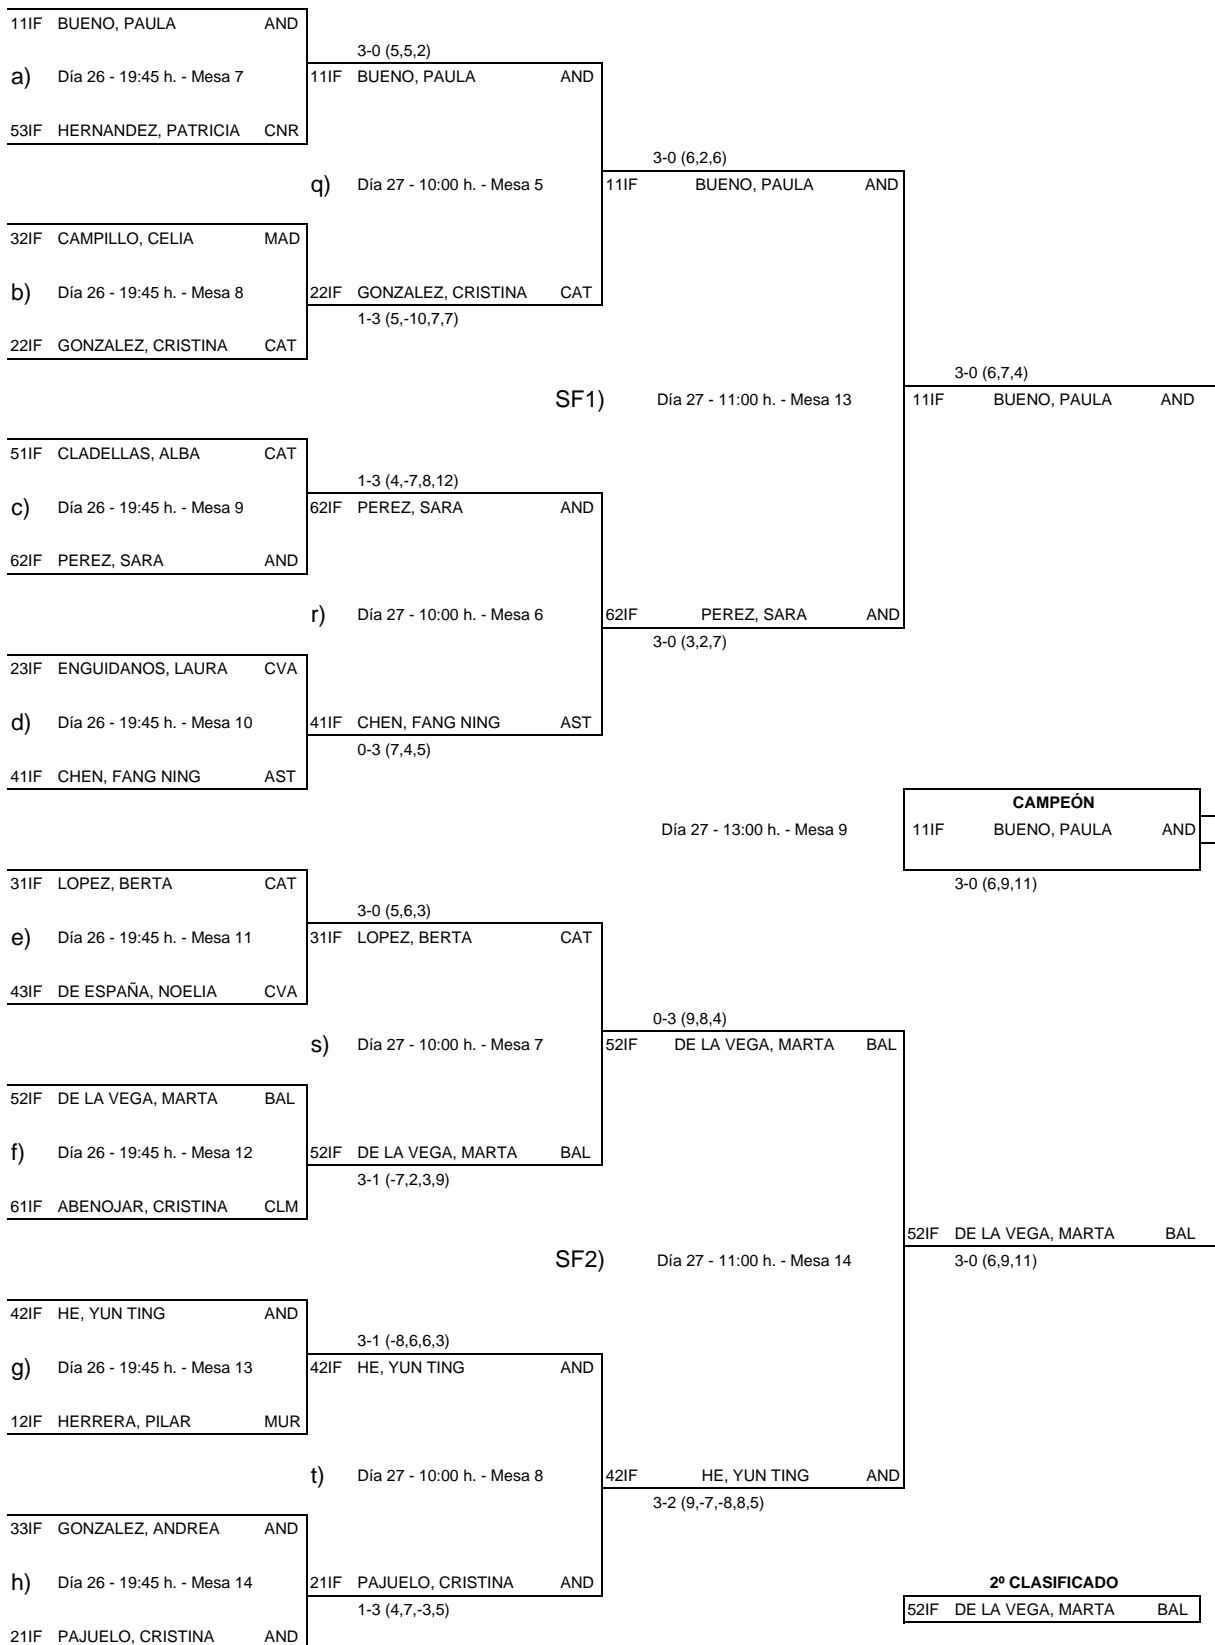 11IF BUENO, PAULA AND
3-0 (5,5,2)
a) Día 26 - 19:45 h. - Mesa 7 11IF BUENO, PAULA AND
53IF HERNANDEZ, PATRICIA CNR
3-0 (6,2,6)
q) Día 27 - 10:00 h. - Mesa 5 11IF BUENO, PAULA AND
32IF CAMPILLO, CELIA MAD
b) Día 26 - 19:45 h. - Mesa 8 22IF GONZALEZ, CRISTINA CAT
1-3 (5,-10,7,7)
22IF GONZALEZ, CRISTINA CAT
3-0 (6,7,4)
SF1) Día 27 - 11:00 h. - Mesa 13 11IF BUENO, PAULA AND
51IF CLADELLAS, ALBA CAT
1-3 (4,-7,8,12)
c) Día 26 - 19:45 h. - Mesa 9 62IF PEREZ, SARA AND
62IF PEREZ, SARA AND
r) Día 27 - 10:00 h. - Mesa 6 62IF PEREZ, SARA AND
3-0 (3,2,7)
23IF ENGUIDANOS, LAURA CVA
d) Día 26 - 19:45 h. - Mesa 10 41IF CHEN, FANG NING AST
0-3 (7,4,5)
41IF CHEN, FANG NING AST
CAMPEÓN
Día 27 - 13:00 h. - Mesa 9 11IF BUENO, PAULA AND
31IF LOPEZ, BERTA CAT 3-0 (6,9,11)
3-0 (5,6,3)
e) Día 26 - 19:45 h. - Mesa 11 31IF LOPEZ, BERTA CAT
43IF DE ESPAÑA, NOELIA CVA
0-3 (9,8,4)
s) Día 27 - 10:00 h. - Mesa 7 52IF DE LA VEGA, MARTA BAL
52IF DE LA VEGA, MARTA BAL
f) Día 26 - 19:45 h. - Mesa 12 52IF DE LA VEGA, MARTA BAL
3-1 (-7,2,3,9)
61IF ABENOJAR, CRISTINA CLM
52IF DE LA VEGA, MARTA BAL
SF2) Día 27 - 11:00 h. - Mesa 14 3-0 (6,9,11)
42IF HE, YUN TING AND
3-1 (-8,6,6,3)
g) Día 26 - 19:45 h. - Mesa 13 42IF HE, YUN TING AND
12IF HERRERA, PILAR MUR
t) Día 27 - 10:00 h. - Mesa 8 42IF HE, YUN TING AND
3-2 (9,-7,-8,8,5)
33IF GONZALEZ, ANDREA AND
h) Día 26 - 19:45 h. - Mesa 14 21IF PAJUELO, CRISTINA AND 2º CLASIFICADO
1-3 (4,7,-3,5) 52IF DE LA VEGA, MARTA BAL
21IF PAJUELO, CRISTINA AND